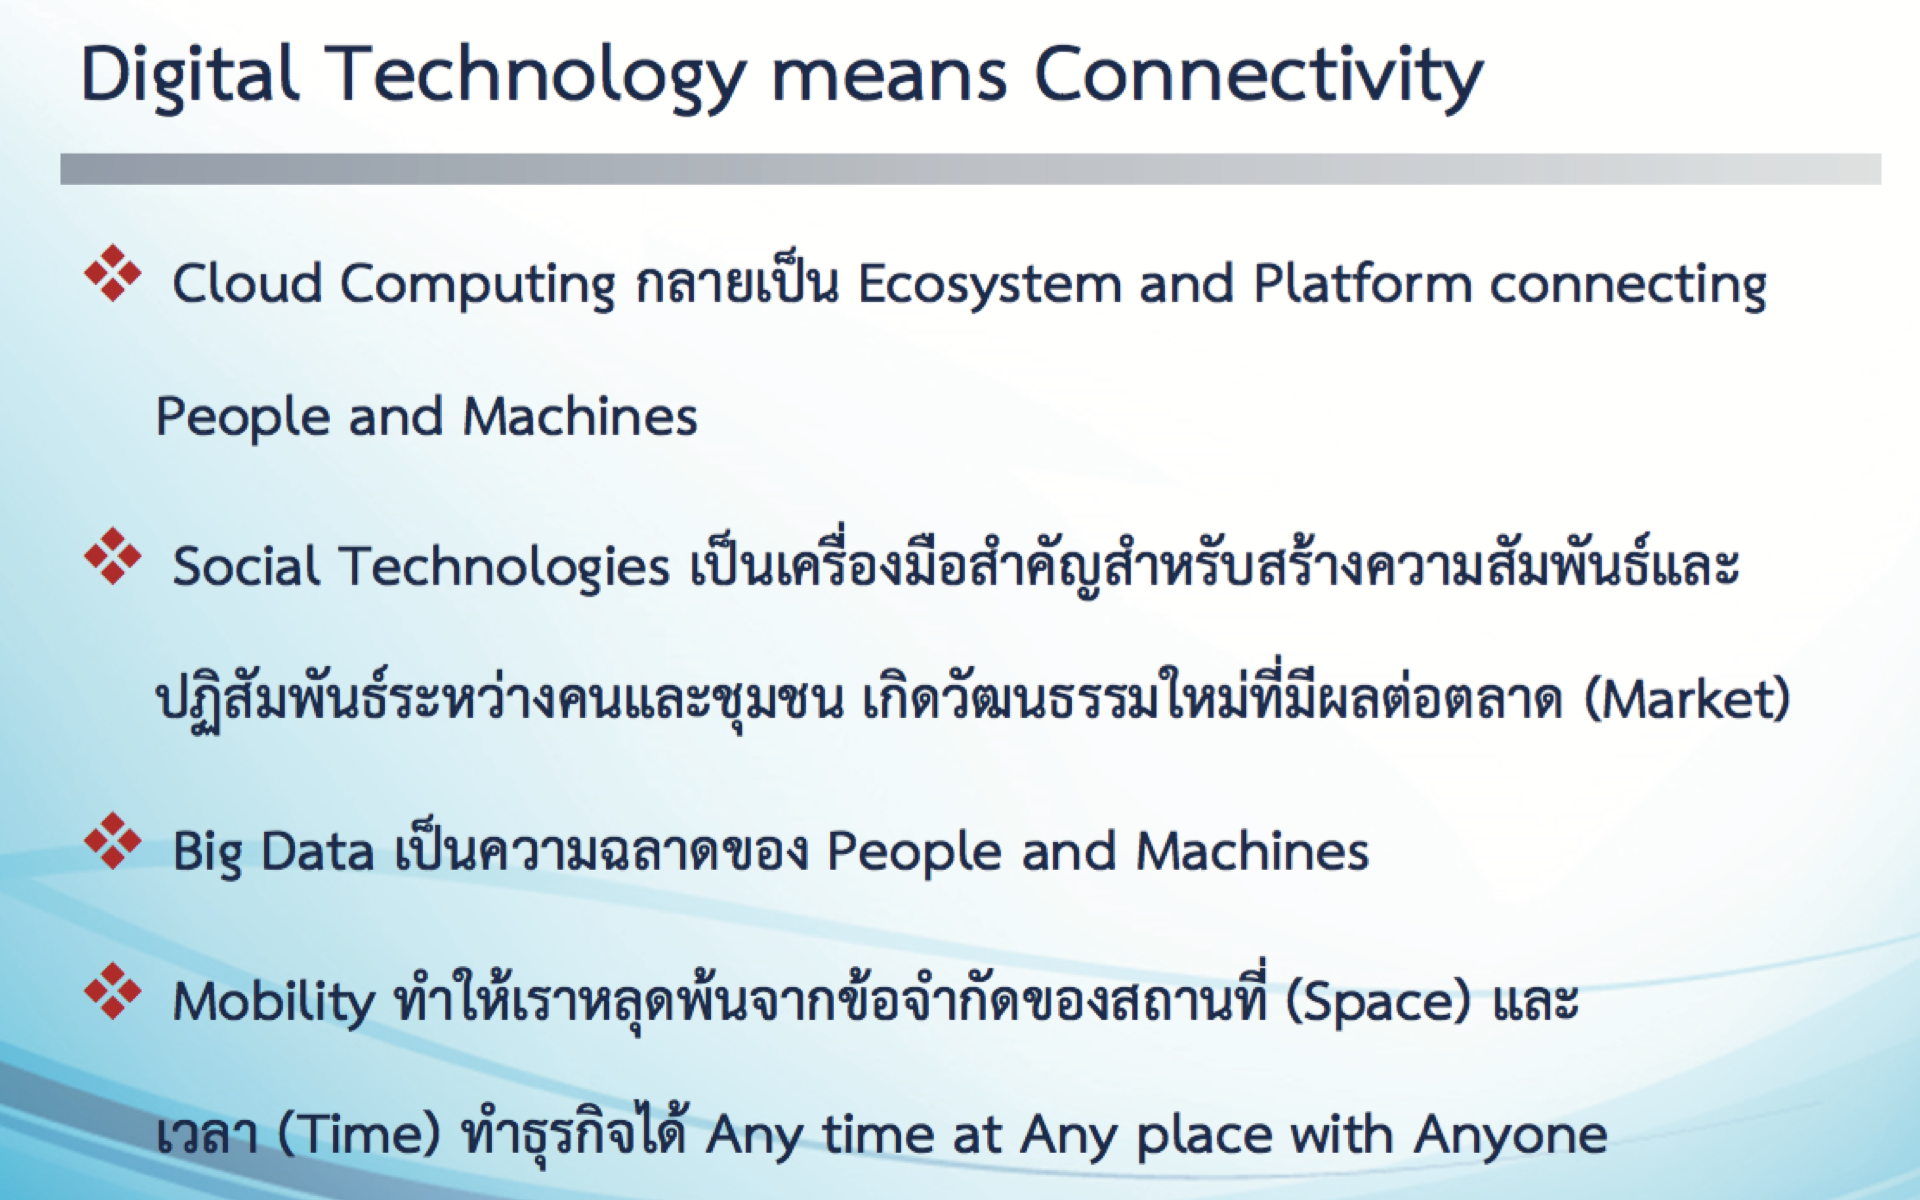 Digital Technology means Connectivity
❖ Cloud Computing กลายเป็น Ecosystem and Platform connecting
People and Machines
❖ Social Technologies เป็นเครื่องมือสำคัญสำหรับสร้างความสัมพันธ์และ
ปฏิสัมพันธ์ระหว่างคนและชุมชน เกิดวัฒนธรรมใหม่ที่มีผลต่อตลาด (Market)
❖ Big Data เป็นความฉลาดของ People and Machines
❖ Mobility ทำให้เราหลุดพ้นจากข้อจำกัดของสถานที่ (Space) และ
เวลา (Time) ทำธุรกิจได้ Any time at Any place with Anyone